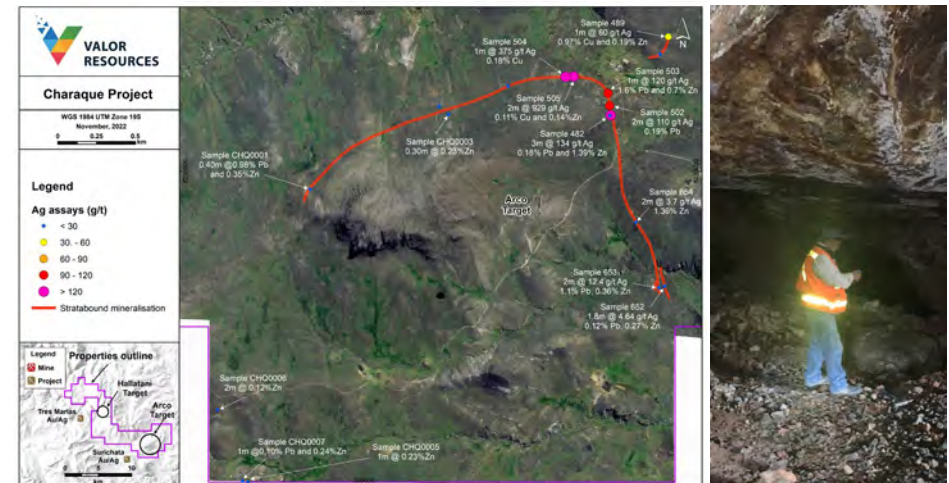 VALOR
RESOURCES
Charaque Project
WGS 1984 UTM Zone 19S
November, 2022
0 0.25 0.5
km
Legend
Ag assays (g/t)
< 30
30. - 60
60 - 90
90 - 120
> 120
Stratabound mineralisation
Legend
Mine
Project
Properties outline
Hallatani
Target
Arco
Target
Tres Marias
Au/Ag
Surichata
Au/Ag
0 5 10
km
Sample 489
1m @ 60 g/t Ag
0.97% Cu and 0.19% Zn
N
Sample 504
1m @ 375 g/t Ag
0.18% Cu
Sample 503
1m @ 120 g/t Ag
1.6% Pb and 0.7% Zn
Sample 505
2m @ 929 g/t Ag
0.11% Cu and 0.14% Zn
Sample 502
2m @ 110 g/t Ag
0.19% Pb
Sample 482
3m @ 134 g/t Ag
0.18% Pb and 1.39% Zn
Sample CHQ0003
0.30m @ 0.23%Zn
Sample CHQ0001
0.40m @0.98% Pb
and 0.35%Zn
Arco
Target
2m @ 3.7 g/t Ag
1.36% Zn
Sample 653
2m @ 12.4 g/t Ag
1.1% Pb, 0.36% Zn
Sample 652
1.8m @ 4.64 g/t Ag
0.12% Pb, 0.27% Zn
Sample CHQ0006
2m @ 0.12%Zn
Sample CHQ0007
1m @0.10% Pb and 0.24%Zn
Sample CHQ0005
1m @ 0.23%Zn